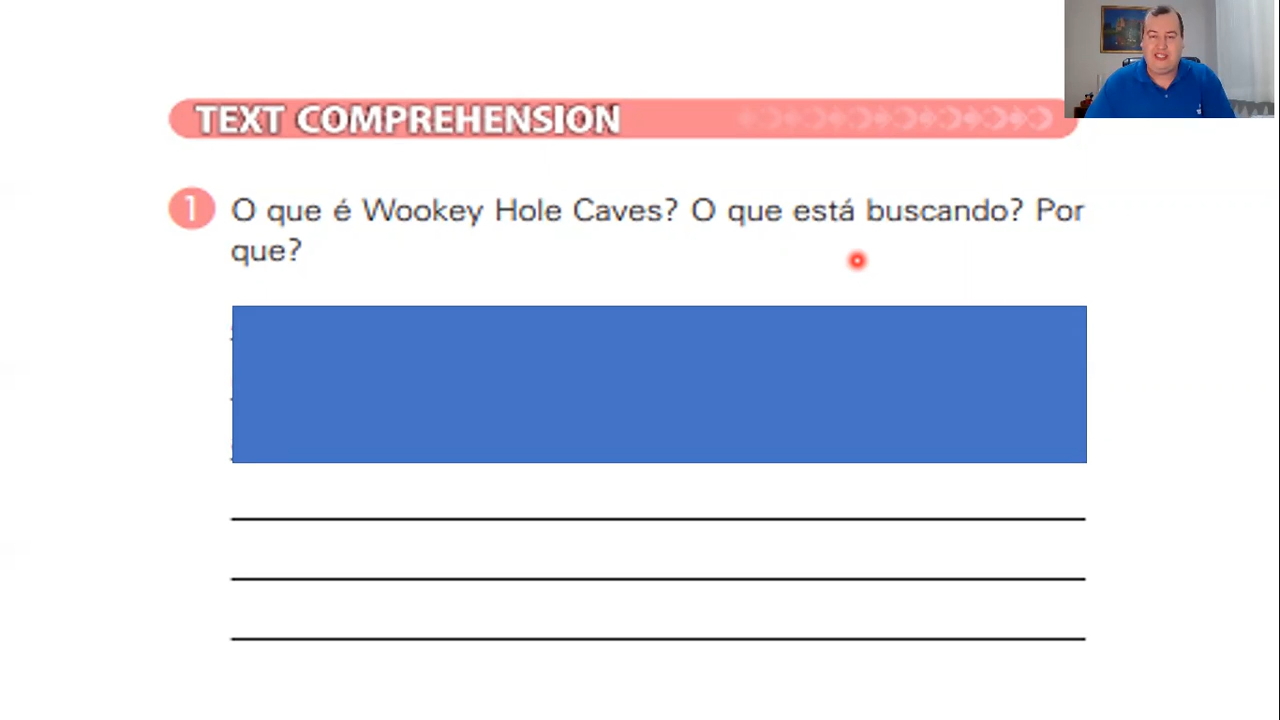 TEXT COMPREHENSION
1 O que é Wookey Hole Caves? O que está buscando? Por
que?